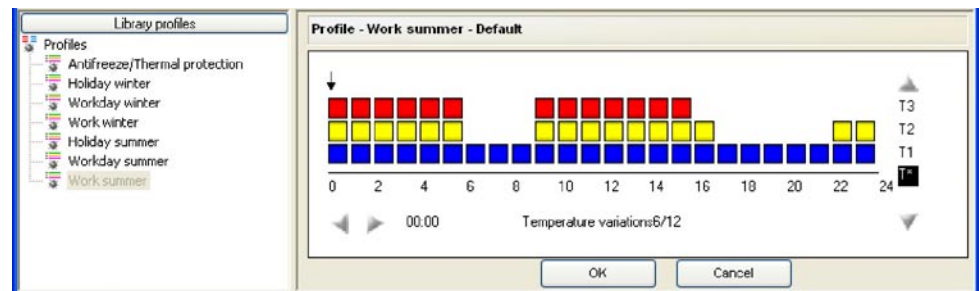 Library profiles
Profiles
Antifreeze/Thermal protection
Holiday winter
Workday winter
Work winter
Holiday summer
Workday summer
Work summer
Profile - Work summer - Default
T3
T2
T1
T*
0 2 4 6 8 10 12 14 16 18 20 22 24
00:00 Temperature variations6/12
OK Cancel